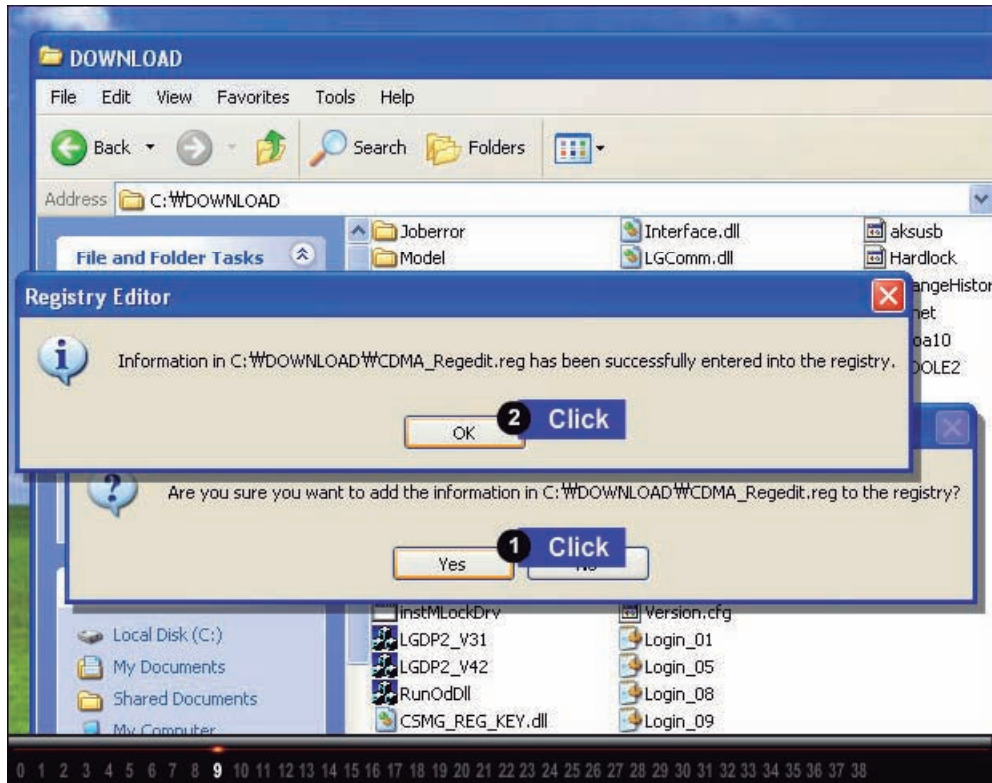 DOWNLOAD
File Edit View Favorites Tools Help
Back Search Folders
Address C:₩DOWNLOAD
File and Folder Tasks
Joberror
Model
Interface.dll
LGComm.dll
aksusb
Hardlock
angeHistor
net
oa10
OOLE2
Registry Editor
Information in C:₩DOWNLOAD₩CDMA_Regedit.reg has been successfully entered into the registry.
OK
2 Click
Are you sure you want to add the information in C:₩DOWNLOAD₩CDMA_Regedit.reg to the registry?
Yes
1 Click
Local Disk (C:)
My Documents
Shared Documents
My Computer
instMLockDrv
LGDP2_V31
LGDP2_V42
RunOdDll
CSMG_REG_KEY.dll
Version.cfg
Login_01
Login_05
Login_08
Login_09
0 1 2 3 4 5 6 7 8 9 10 11 12 13 14 15 16 17 18 19 20 21 22 23 24 25 26 27 28 29 30 31 32 33 34 35 36 37 38